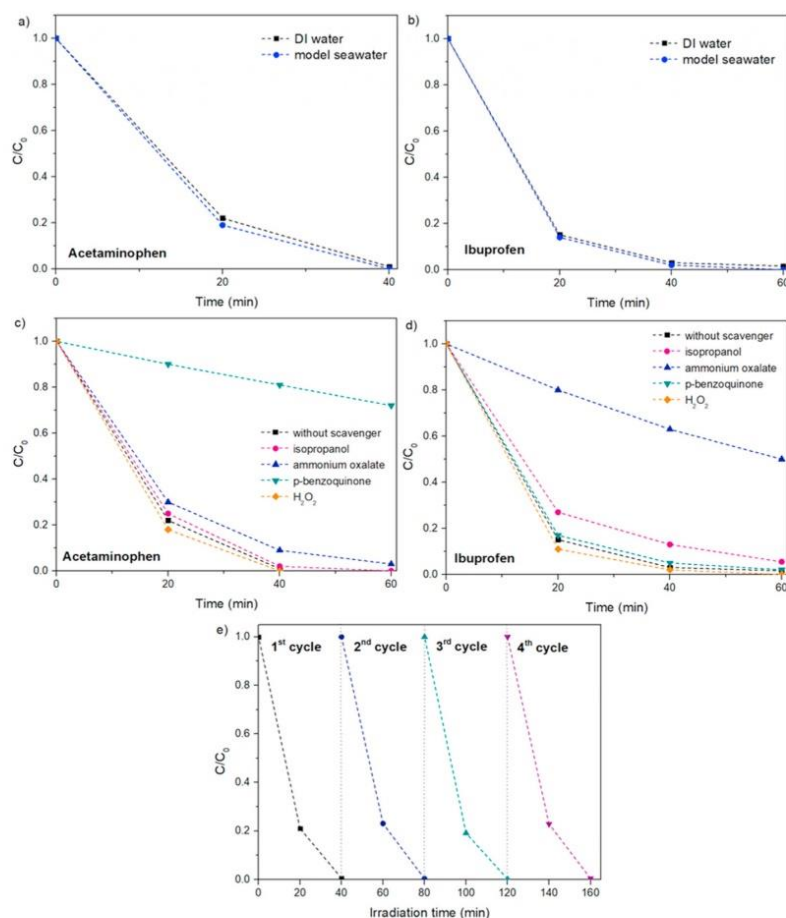 a)
DI water
model seawater
1.0
0.8
0.6
0.4
0.2
0.0
C/C0
Acetaminophen
0
20
40
Time (min)
b)
DI water
model seawater
1.0
0.8
0.6
0.4
0.2
0.0
C/C0
Ibuprofen
0
20
40
60
Time (min)
c)
1.0
0.8
0.6
0.4
0.2
0.0
C/C0
without scavenger
isopropanol
ammonium oxalate
p-benzoquinone
H2O2
Acetaminophen
0
20
40
60
Time (min)
d)
without scavenger
isopropanol
ammonium oxalate
p-benzoquinone
H2O2
1.0
0.8
0.6
0.4
0.2
0.0
C/C0
Ibuprofen
0
20
40
60
Time (min)
e)
1st cycle
2nd cycle
3rd cycle
4th cycle
1.0
0.8
0.6
0.4
0.2
0.0
C/C0
0
20
40
60
80
100
120
140
160
Irradiation time (min)